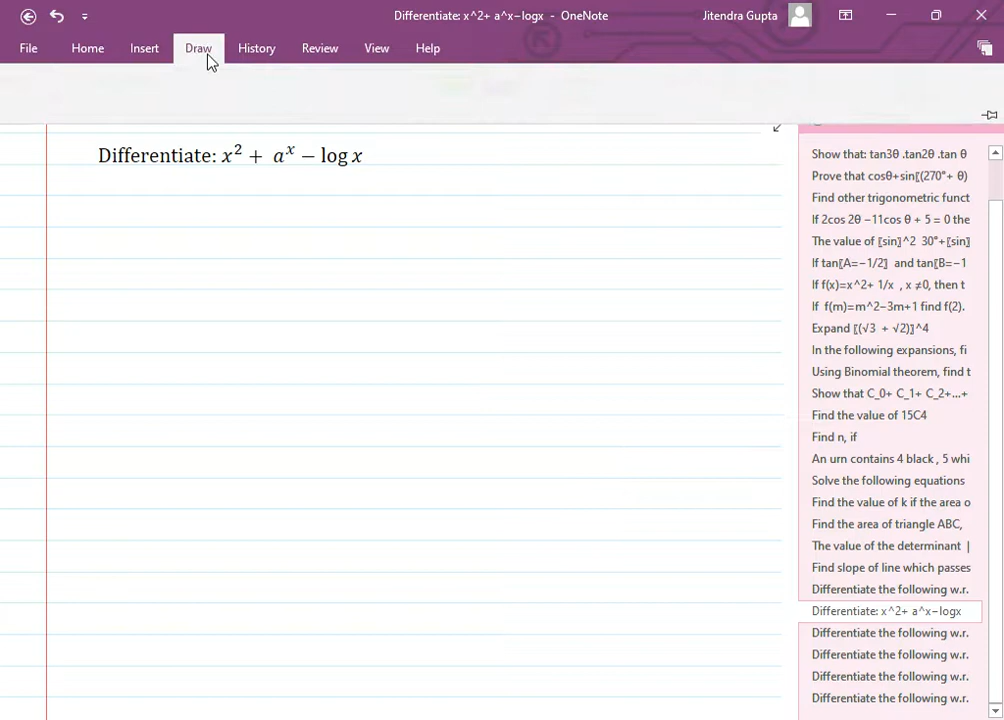 Differentiate: x^2+ a^x−logx - OneNote
Jitendra Gupta
File Home Insert Draw History Review View Help
Differentiate: x² + aˣ − log x
Show that: tan3θ .tan2θ .tan θ
Prove that cosθ+sin〖(270°+ θ)
Find other trigonometric funct
If 2cos 2θ −11cos θ + 5 = 0 the
The value of 〖sin〗^2 30°+〖sin〗
If tan〖A=−1/2〗 and tan〖B=−1
If f(x)=x^2+ 1/x , x ≠0, then t
If f(m)=m^2−3m+1 find f(2).
Expand 〖(√3 + √2)〗^4
In the following expansions, fi
Using Binomial theorem, find t
Show that C_0+ C_1+ C_2+...+
Find the value of 15C4
Find n, if
An urn contains 4 black , 5 whi
Solve the following equations
Find the value of k if the area o
Find the area of triangle ABC,
The value of the determinant |
Find slope of line which passes
Differentiate the following w.r.
Differentiate: x^2+ a^x−logx
Differentiate the following w.r.
Differentiate the following w.r.
Differentiate the following w.r.
Differentiate the following w.r.